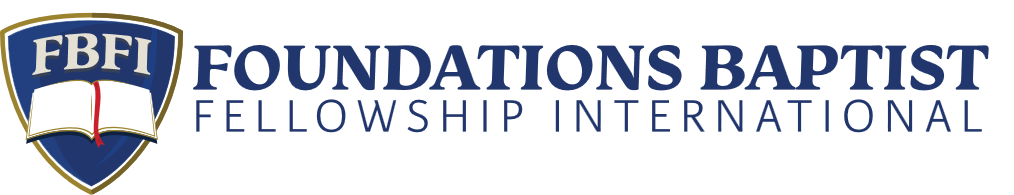 FBFI
FOUNDATIONS BAPTIST
FELLOWSHIP INTERNATIONAL